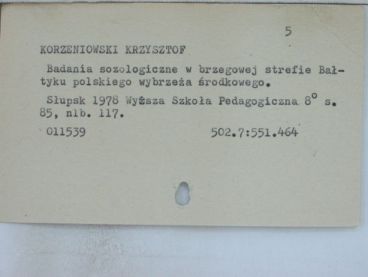 5
KORZENIOWSKI KRZYSZTOF
Badania sozologiczne w brzegowej strefie Bał-
tyku polskiego wybrzeża środkowego.
Słupsk 1978 Wyższa Szkoła Pedagogiczna 8° s.
85, nlb. 117.
011539 502.7:551.464